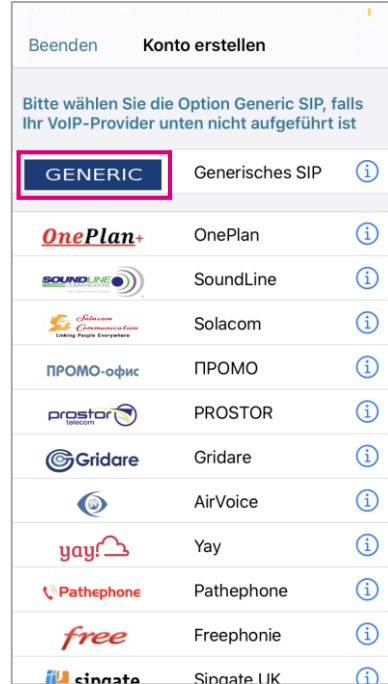 Beenden Konto erstellen
Bitte wählen Sie die Option Generic SIP, falls
Ihr VoIP-Provider unten nicht aufgeführt ist
GENERIC Generisches SIP
OnePlan+ OnePlan
SOUNDLINE SoundLine
COMMUNICATIONS
Solacom Solacom
Communication
Linking People Everywhere
ПРОМО-офис ПРОМО
prostor PROSTOR
telecom
Gridare Gridare
AirVoice
yay! Yay
Pathephone Pathephone
free Freephonie
sipgate Sipgate UK